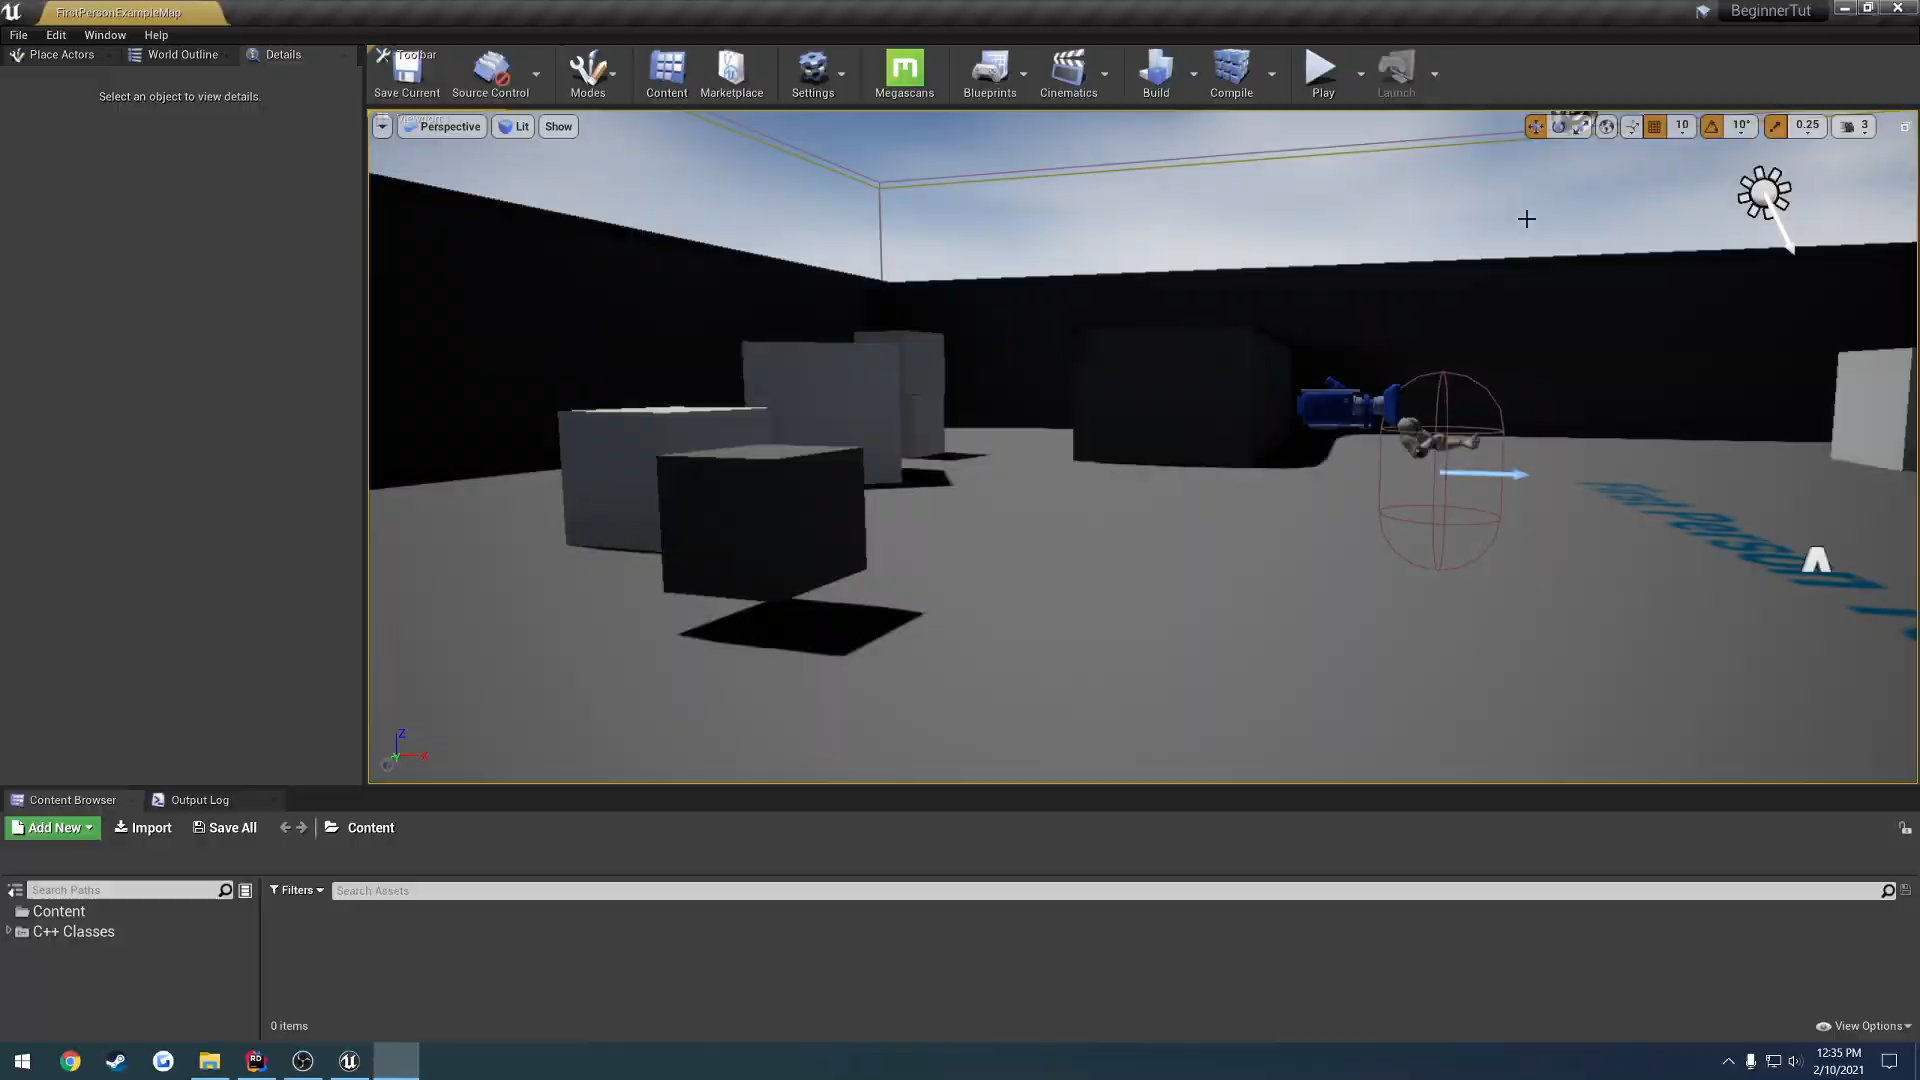 FirstPersonExampleMap
BeginnerTut
File Edit Window Help
Place Actors World Outline Details Toolbar
Save Current Source Control Modes Content Marketplace Settings Megascans Blueprints Cinematics Build Compile Play Launch
Select an object to view details.
Perspective Lit Show 10 10° 0.25 3
Z
X
Content Browser Output Log
Add New Import Save All Content
Search Paths Filters Search Assets
Content
C++ Classes
0 items View Options
12:35 PM
2/10/2021